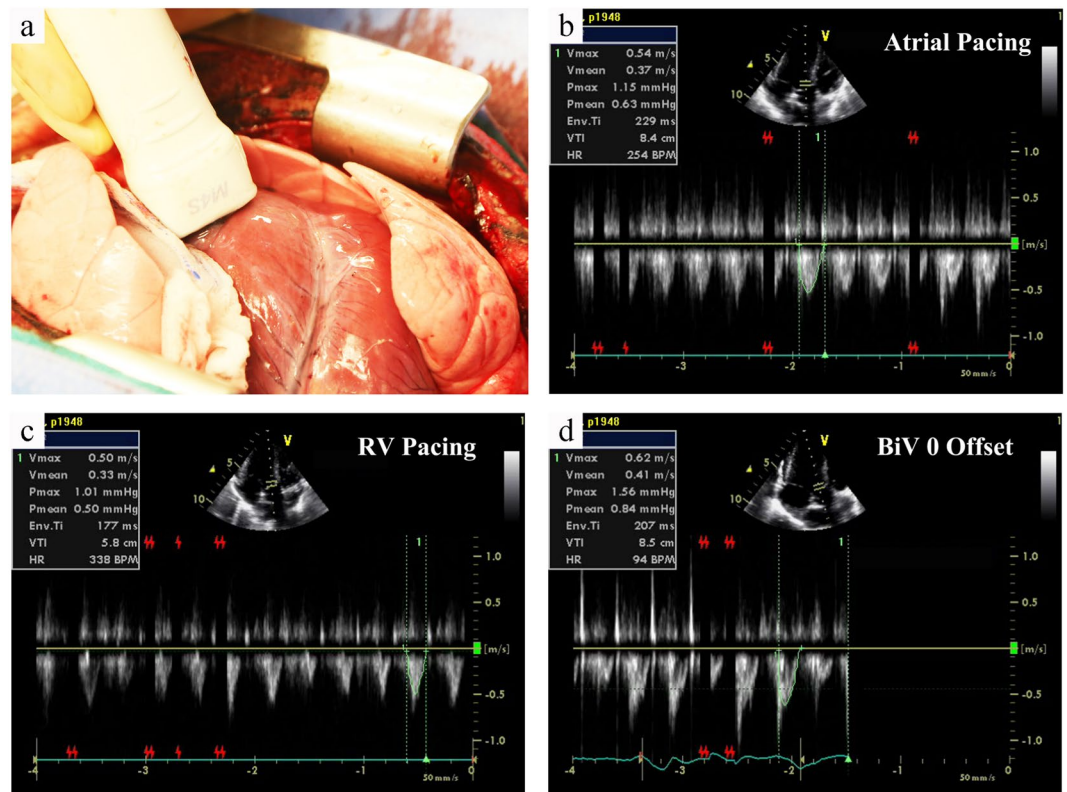 a
M4S
b
, p1948
1
V
Atrial Pacing
1 Vmax 0.54 m/s
Vmean 0.37 m/s
Pmax 1.15 mmHg
Pmean 0.63 mmHg
Env.Ti 229 ms
VTI 8.4 cm
HR 254 BPM
5
10
1
1.0
0.5
[m/s]
-0.5
-1.0
-4 -3 -2 -1 0
50 mm/s
c
, p1948
1
V
RV Pacing
1 Vmax 0.50 m/s
Vmean 0.33 m/s
Pmax 1.01 mmHg
Pmean 0.50 mmHg
Env.Ti 177 ms
VTI 5.8 cm
HR 338 BPM
5
10
1
1.0
0.5
[m/s]
-0.5
-1.0
-4 -3 -2 -1 0
50 mm/s
d
, p1948
1
V
BiV 0 Offset
1 Vmax 0.62 m/s
Vmean 0.41 m/s
Pmax 1.56 mmHg
Pmean 0.84 mmHg
Env.Ti 207 ms
VTI 8.5 cm
HR 94 BPM
5
10
1
1.0
0.5
[m/s]
-0.5
-1.0
-4 -3 -2 -1 0
50 mm/s